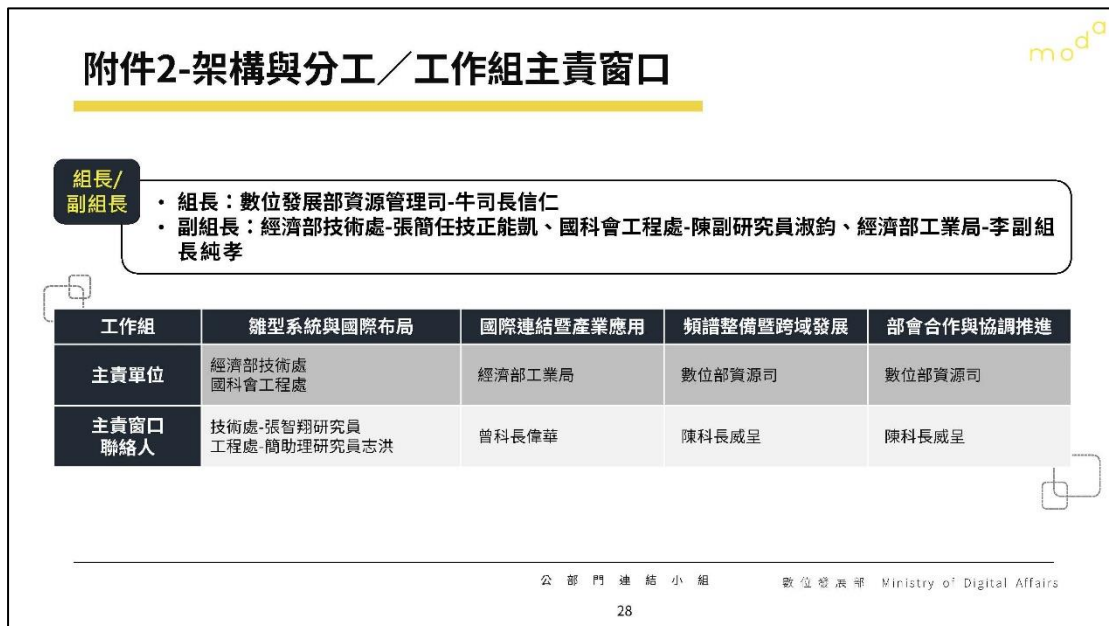 附件2-架構與分工／工作組主責窗口
moda
組長/
副組長
• 組長：數位發展部資源管理司-牛司長信仁
• 副組長：經濟部技術處-張簡任技正能凱、國科會工程處-陳副研究員淑鈞、經濟部工業局-李副組
長純孝
工作組 雛型系統與國際布局 國際連結暨產業應用 頻譜整備暨跨域發展 部會合作與協調推進
主責單位 經濟部技術處 國科會工程處 經濟部工業局 數位部資源司 數位部資源司
主責窗口 聯絡人 技術處-張智翔研究員 工程處-簡助理研究員志洪 曾科長偉華 陳科長威呈 陳科長威呈
公部門連結小組 數位發展部 Ministry of Digital Affairs
28